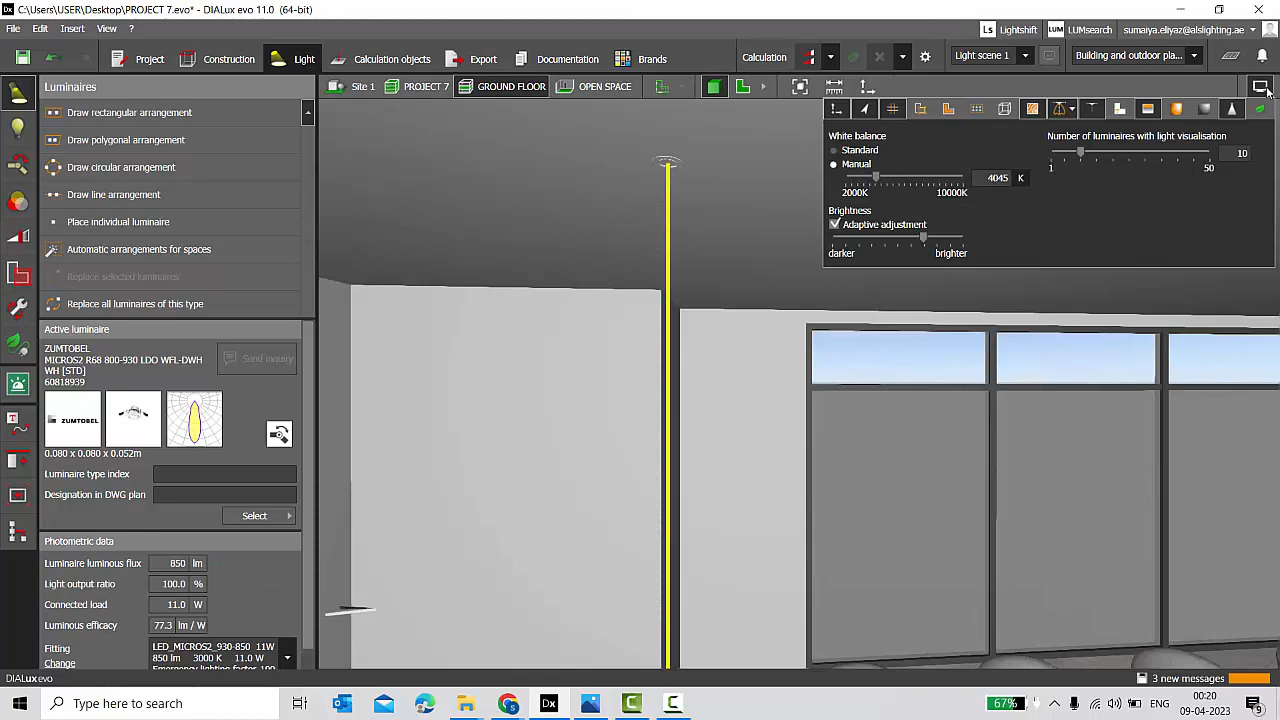 C:\Users\USER\Desktop\PROJECT 7.evo* - DIALux evo 11.0 (64-bit)
File Edit Insert View ?
Lightshift LUMsearch sumaiya.eliyaz@alslighting.ae
Project Construction Light Calculation objects Export Documentation Brands Calculation Light scene 1 Building and outdoor pla...
Luminaires
Site 1 PROJECT 7 GROUND FLOOR OPEN SPACE
Draw rectangular arrangement
Draw polygonal arrangement
Draw circular arrangement
Draw line arrangement
Place individual luminaire
Automatic arrangements for spaces
Replace selected luminaires
Replace all luminaires of this type
White balance
Standard
Manual
4045 K
2000K 10000K
Brightness
Adaptive adjustment
darker brighter
Number of luminaires with light visualisation
10
1 50
Active luminaire
ZUMTOBEL
MICROS2 R68 800-930 LDO WFL-DWH
WH [STD]
60818939
Send inquiry
ZUMTOBEL
0.080 x 0.080 x 0.052m
Luminaire type index
Designation in DWG plan
Select
Photometric data
Luminaire luminous flux 850 lm
Light output ratio 100.0 %
Connected load 11.0 W
Luminous efficacy 77.3 lm / W
Fitting
Change
LED_MICROS2_930-850 11W
850 lm 3000 K 11.0 W
Emergency lighting factor 100
DIALux evo
3 new messages
Type here to search
67%
ENG
00:20
09-04-2023